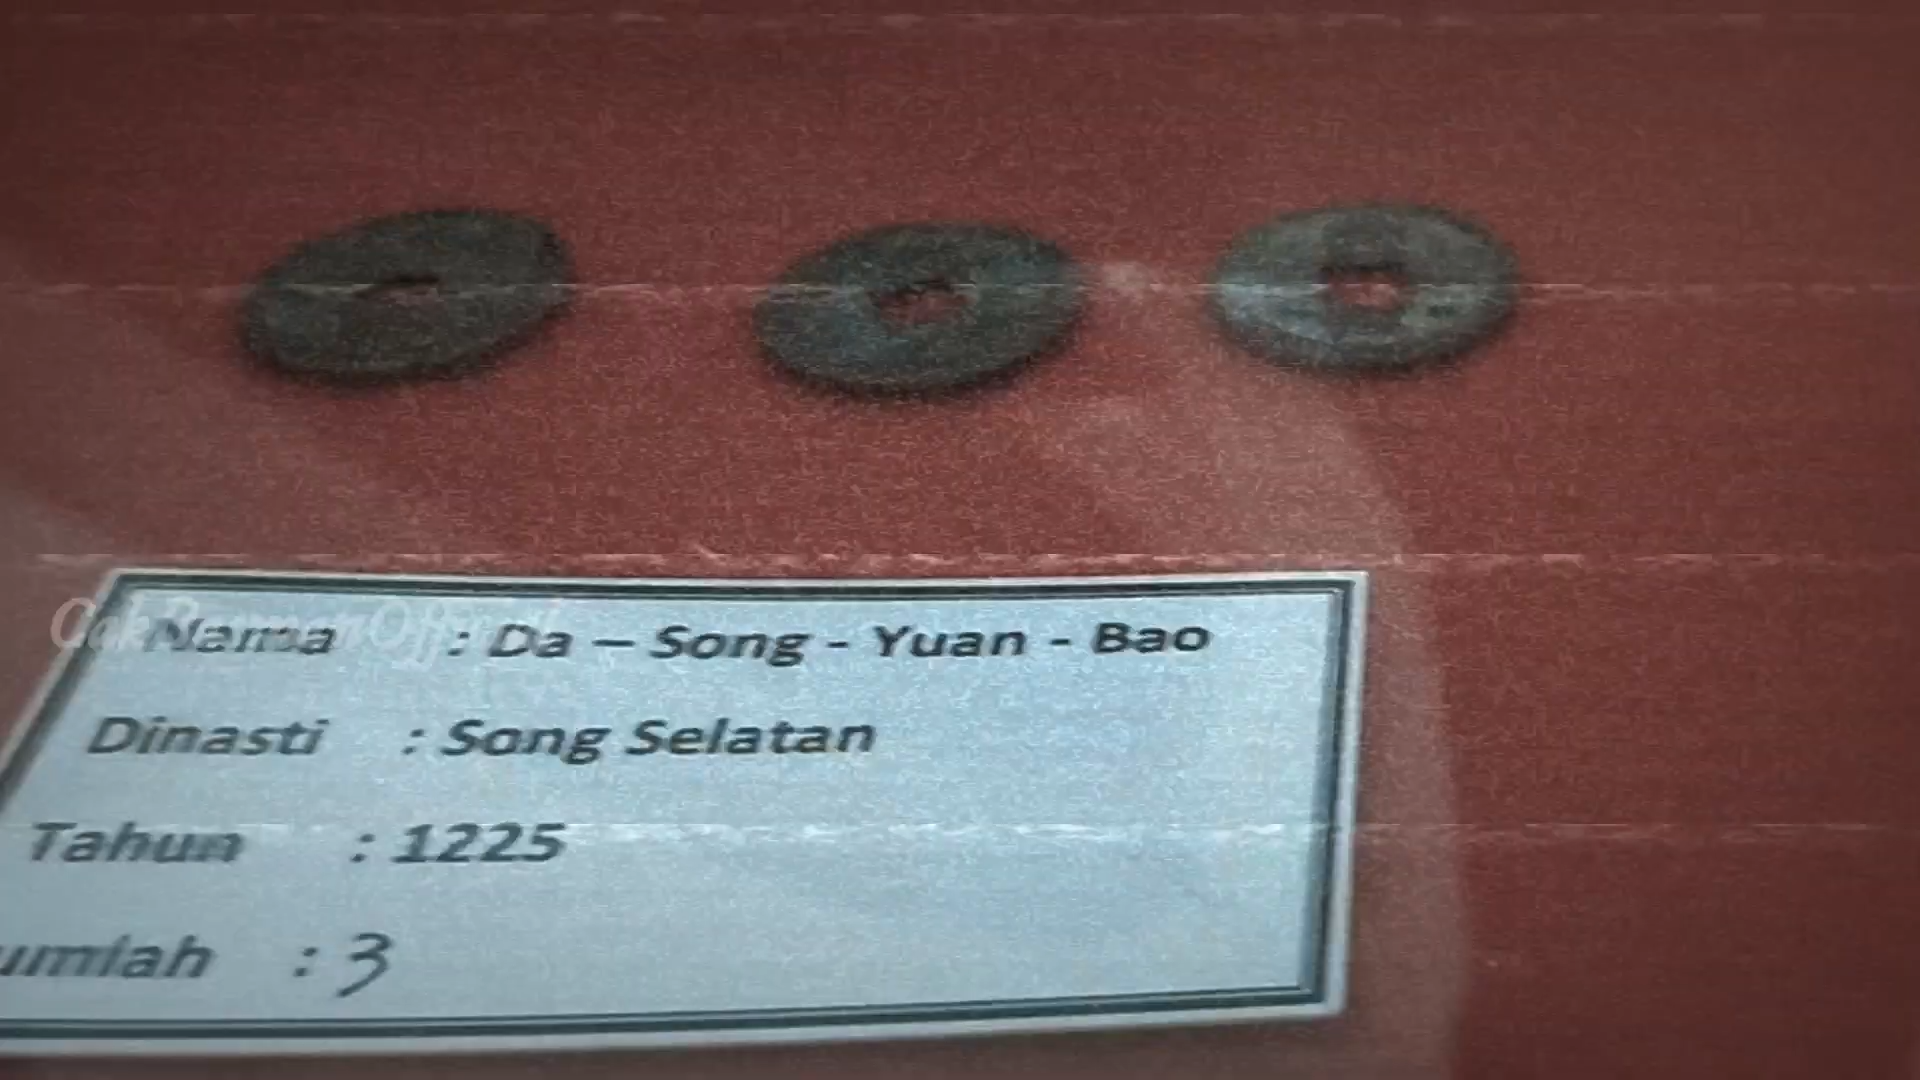 Nama : Da – Song - Yuan - Bao
Dinasti : Song Selatan
Tahun : 1225
umlah : 3